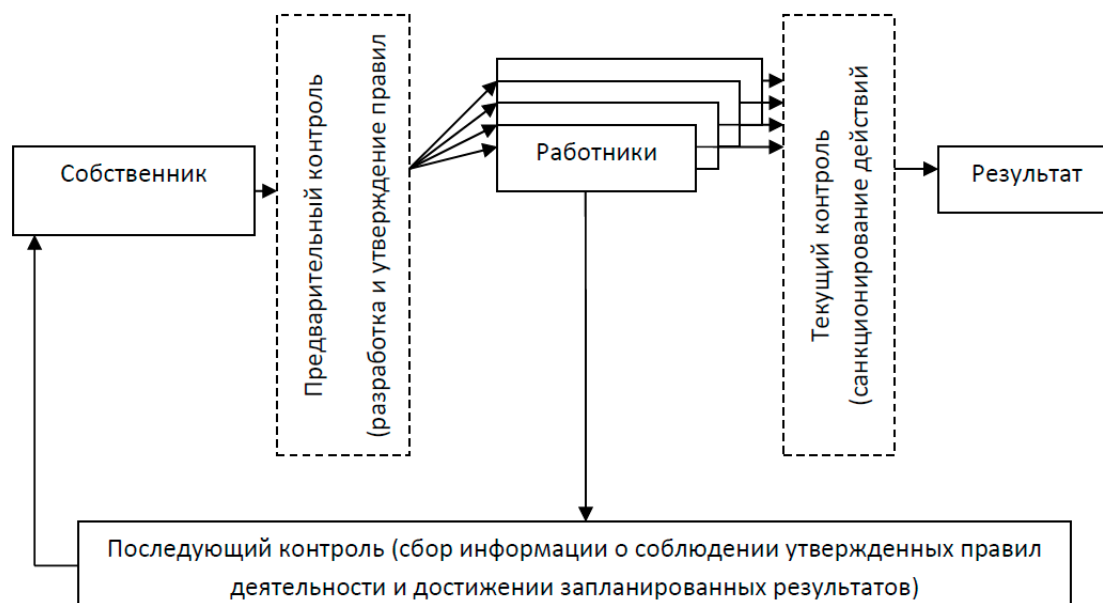 Собственник
Предварительный контроль
(разработка и утверждение правил
Работники
Текущий контроль
(санкционирование действий
Результат
Последующий контроль (сбор информации о соблюдении утвержденных правил
деятельности и достижении запланированных результатов)